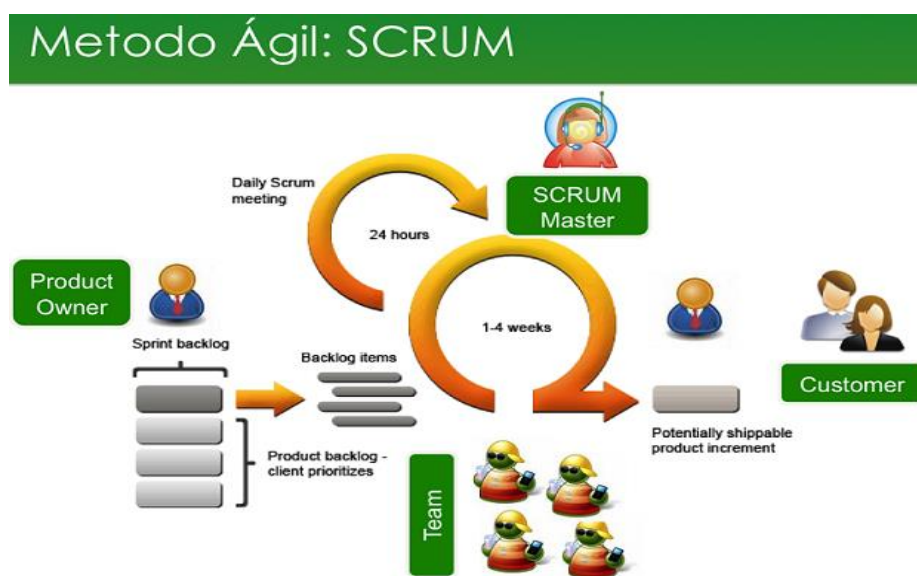 Metodo Ágil: SCRUM
Daily Scrum
meeting
24 hours
SCRUM
Master
Product
Owner
1-4 weeks
Sprint backlog
Backlog items
Customer
Product backlog -
client prioritizes
Potentially shippable
product increment
Team